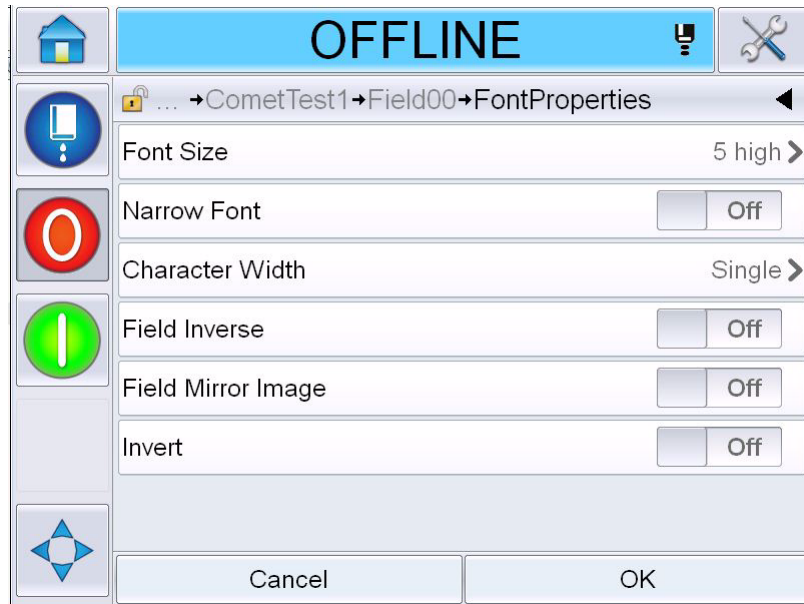 OFFLINE
... →CometTest1→Field00→FontProperties
Font Size 5 high
Narrow Font Off
Character Width Single
Field Inverse Off
Field Mirror Image Off
Invert Off
Cancel OK